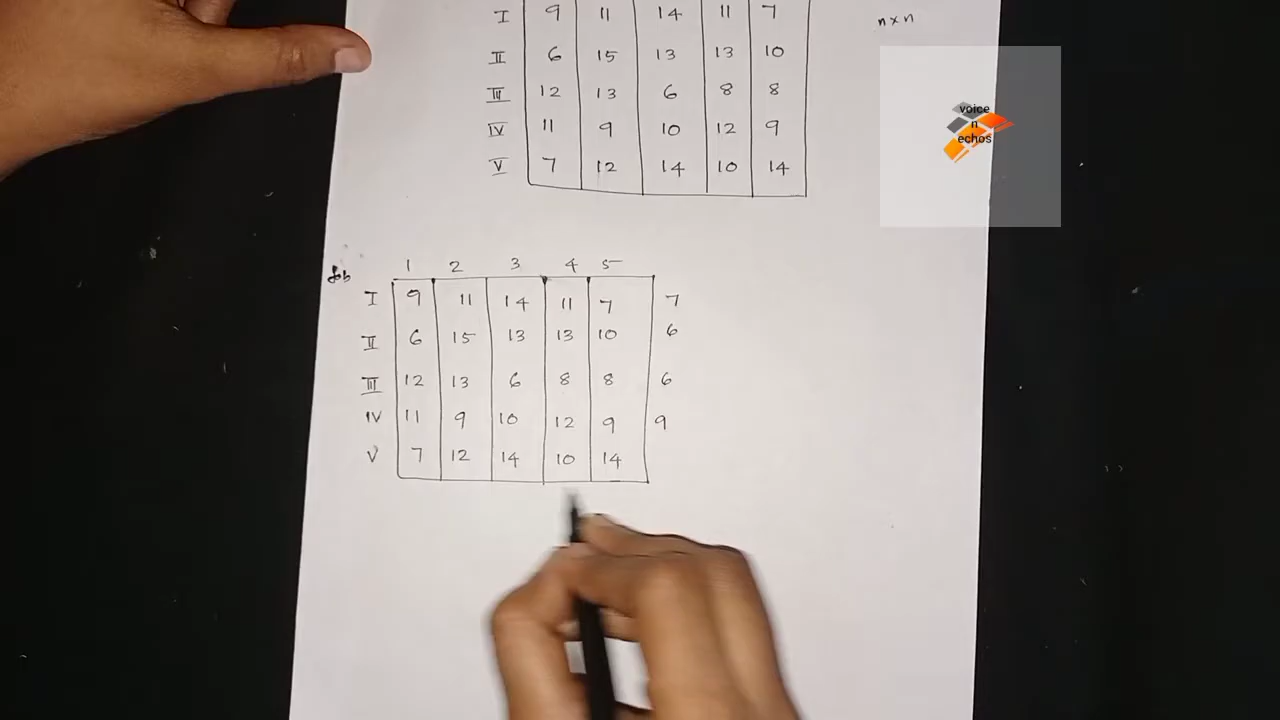 I 9 11 14 11 7
n×n
II 6 15 13 13 10
III 12 13 6 8 8
IV 11 9 10 12 9
V 7 12 14 10 14
voice
n
echos
1 2 3 4 5
Job
I 9 11 14 11 7 7
II 6 15 13 13 10 6
III 12 13 6 8 8 6
IV 11 9 10 12 9 9
V 7 12 14 10 14